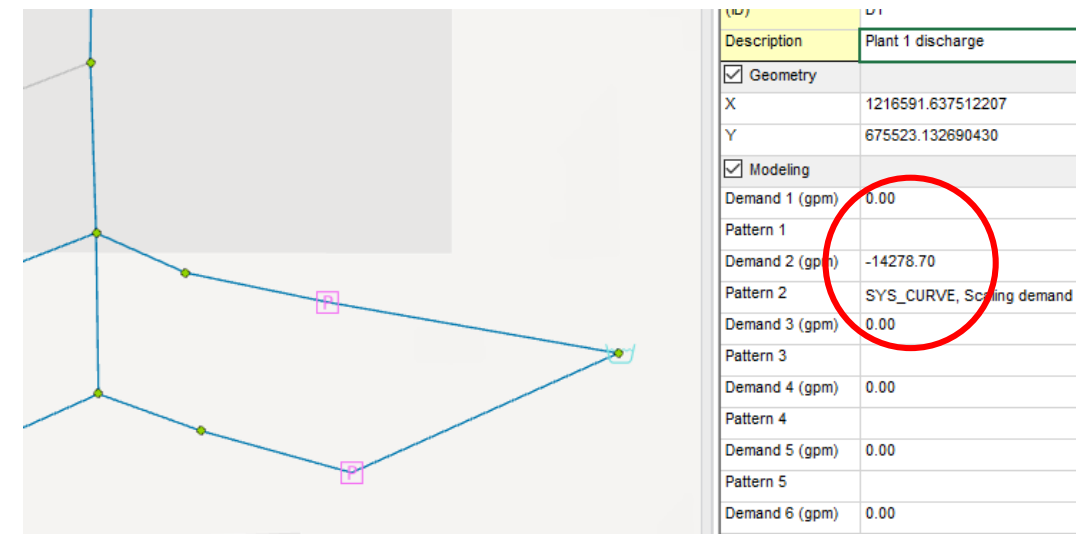 (ID) D1
Description Plant 1 discharge
Geometry
X 1216591.637512207
Y 675523.132690430
Modeling
Demand 1 (gpm) 0.00
Pattern 1
Demand 2 (gpm) -14278.70
Pattern 2 SYS_CURVE, Scaling demand
Demand 3 (gpm) 0.00
Pattern 3
Demand 4 (gpm) 0.00
Pattern 4
Demand 5 (gpm) 0.00
Pattern 5
Demand 6 (gpm) 0.00
P
P